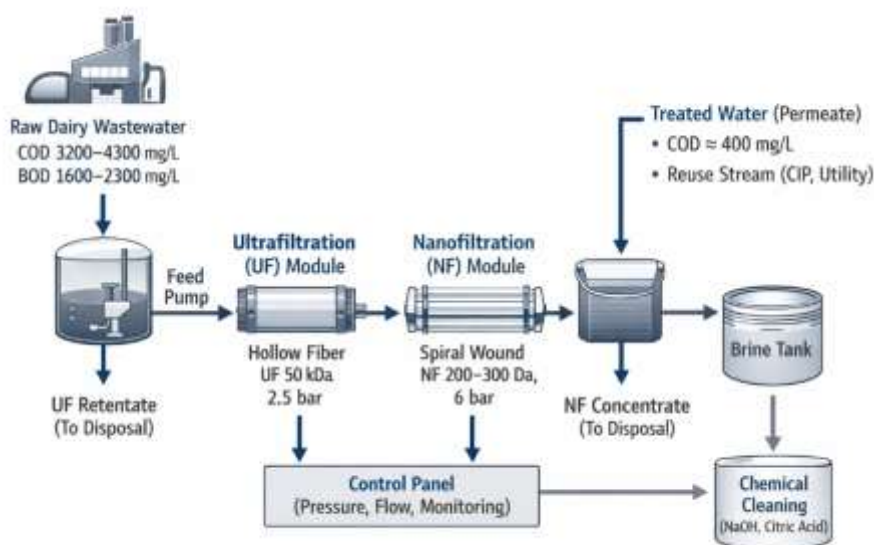 Raw Dairy Wastewater
COD 3200–4300 mg/L
BOD 1600–2300 mg/L
Treated Water (Permeate)
• COD ≈ 400 mg/L
• Reuse Stream (CIP, Utility)
Feed
Pump
Ultrafiltration
(UF) Module
Nanofiltration
(NF) Module
Hollow Fiber
UF 50 kDa
2.5 bar
Spiral Wound
NF 200–300 Da,
6 bar
Brine Tank
UF Retentate
(To Disposal)
NF Concentrate
(To Disposal)
Control Panel
(Pressure, Flow, Monitoring)
Chemical
Cleaning
(NaOH, Citric Acid)